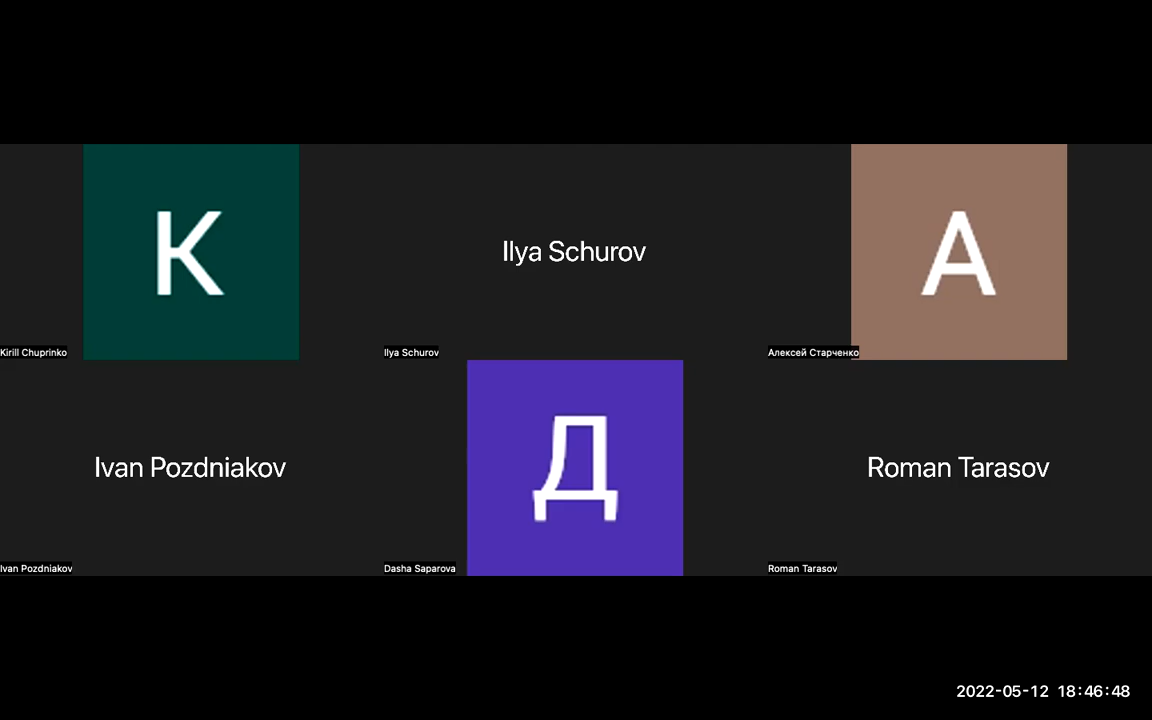 K
Ilya Schurov
A
Kirill Chuprinko
Ilya Schurov
Алексей Старченко
Ivan Pozdniakov
Д
Roman Tarasov
Ivan Pozdniakov
Dasha Saparova
Roman Tarasov
2022-05-12 18:46:48